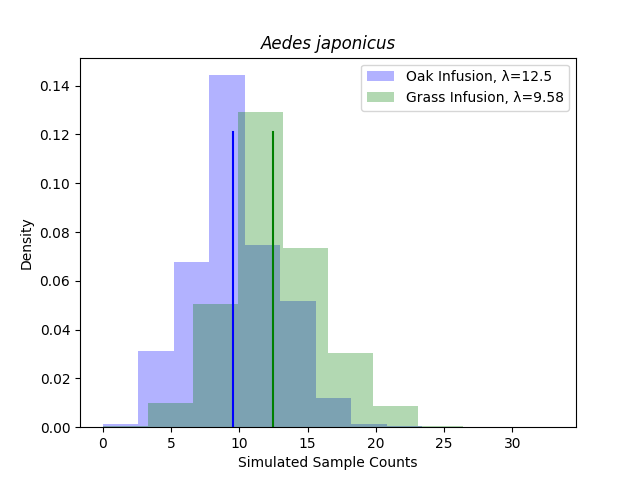 Aedes japonicus
Oak Infusion, λ=12.5
Grass Infusion, λ=9.58
Density
0.14
0.12
0.10
0.08
0.06
0.04
0.02
0.00
0 5 10 15 20 25 30
Simulated Sample Counts